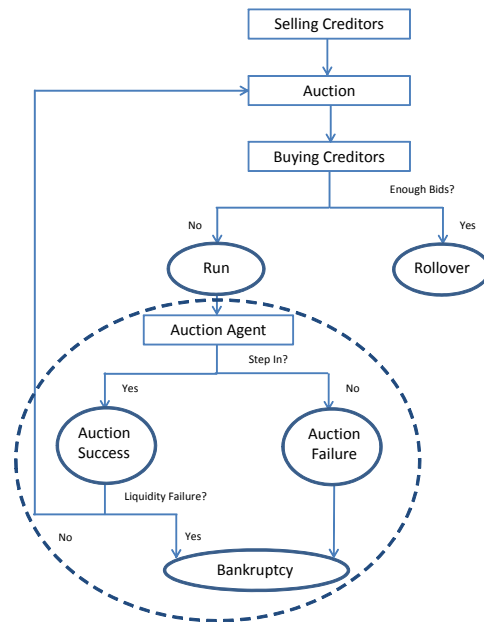 Selling Creditors
Auction
Buying Creditors
Enough Bids?
No
Yes
Run
Rollover
Auction Agent
Step In?
Yes
No
Auction
Success
Auction
Failure
Liquidity Failure?
No
Yes
Bankruptcy